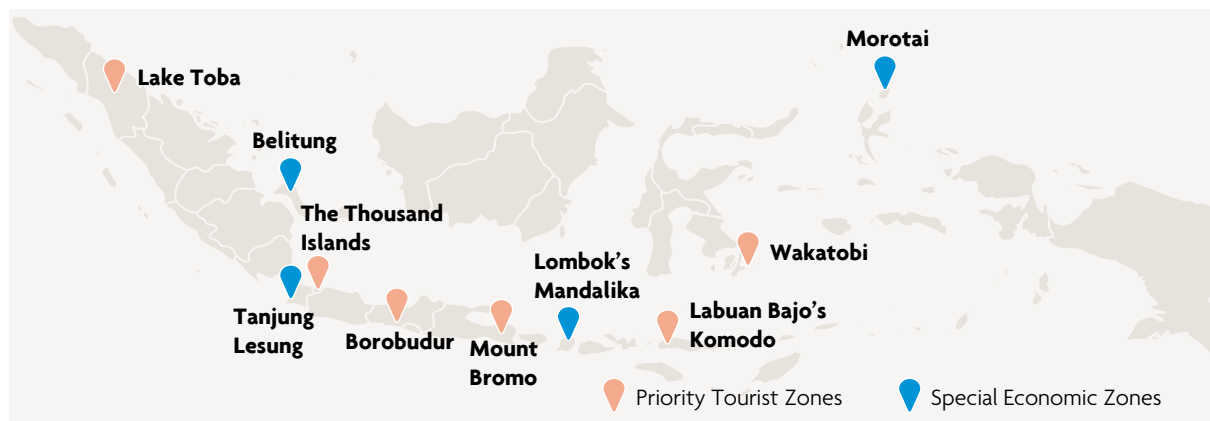 Morotai
Lake Toba
Belitung
The Thousand
Islands
Wakatobi
Lombok’s
Mandalika
Labuan Bajo’s
Komodo
Tanjung
Lesung
Borobudur
Mount
Bromo
Priority Tourist Zones
Special Economic Zones